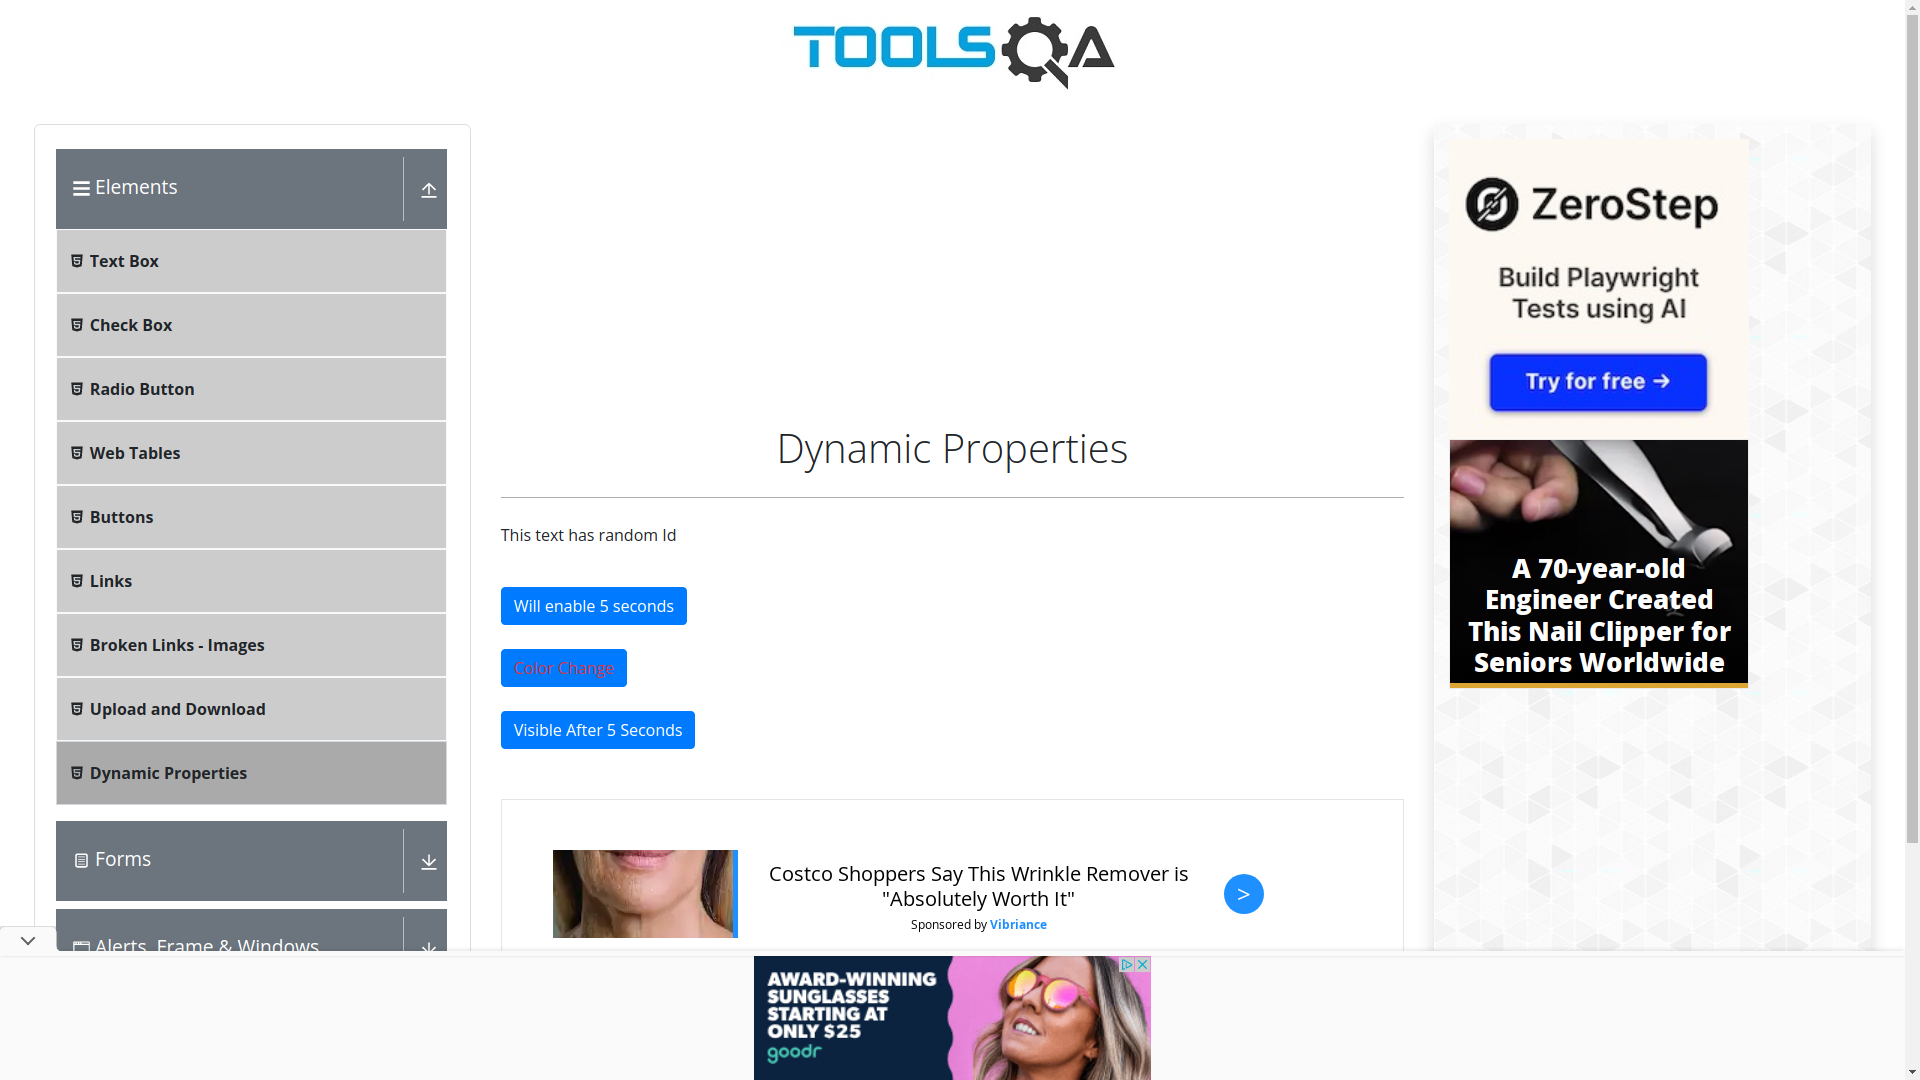 TOOLSQA
Elements
Text Box
Check Box
Radio Button
Web Tables
Buttons
Links
Broken Links - Images
Upload and Download
Dynamic Properties
Forms
Alerts, Frame & Windows
Dynamic Properties
This text has random Id
Will enable 5 seconds
Color Change
Visible After 5 Seconds
Costco Shoppers Say This Wrinkle Remover is
"Absolutely Worth It"
Sponsored by Vibriance
>
ZeroStep
Build Playwright
Tests using AI
Try for free →
A 70-year-old
Engineer Created
This Nail Clipper for
Seniors Worldwide
AWARD-WINNING
SUNGLASSES
STARTING AT
ONLY $25
goodr